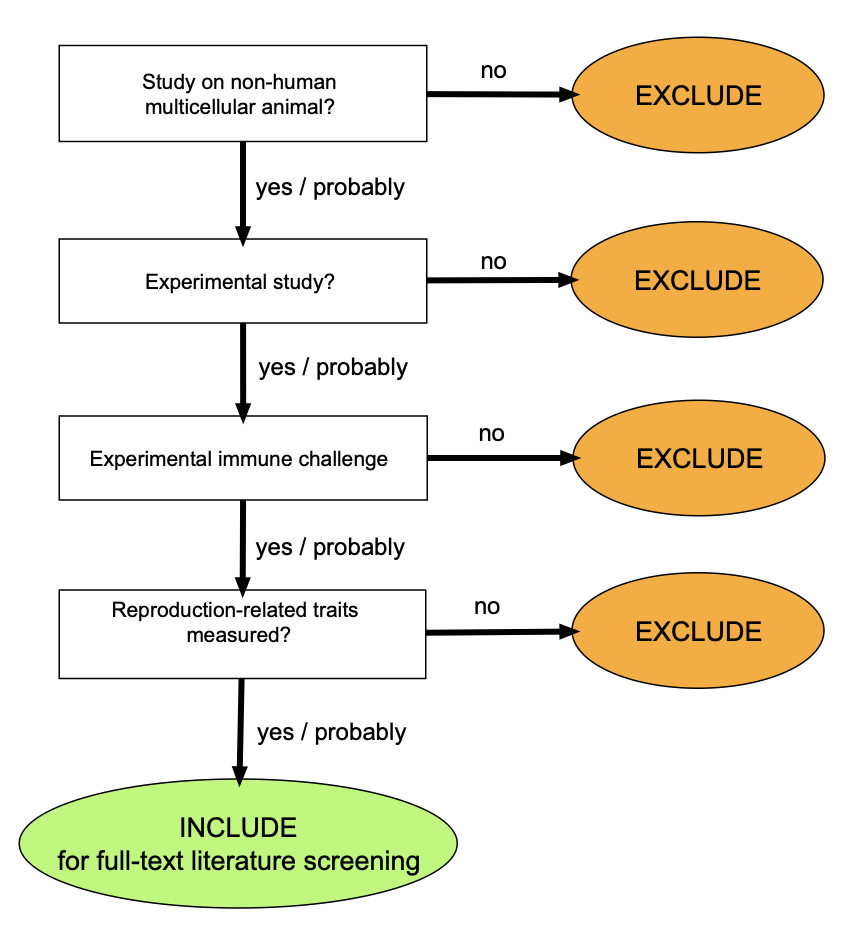 Study on non-human
multicellular animal?
no
EXCLUDE
yes / probably
Experimental study?
no
EXCLUDE
yes / probably
Experimental immune challenge
no
EXCLUDE
yes / probably
Reproduction-related traits
measured?
no
EXCLUDE
yes / probably
INCLUDE
for full-text literature screening